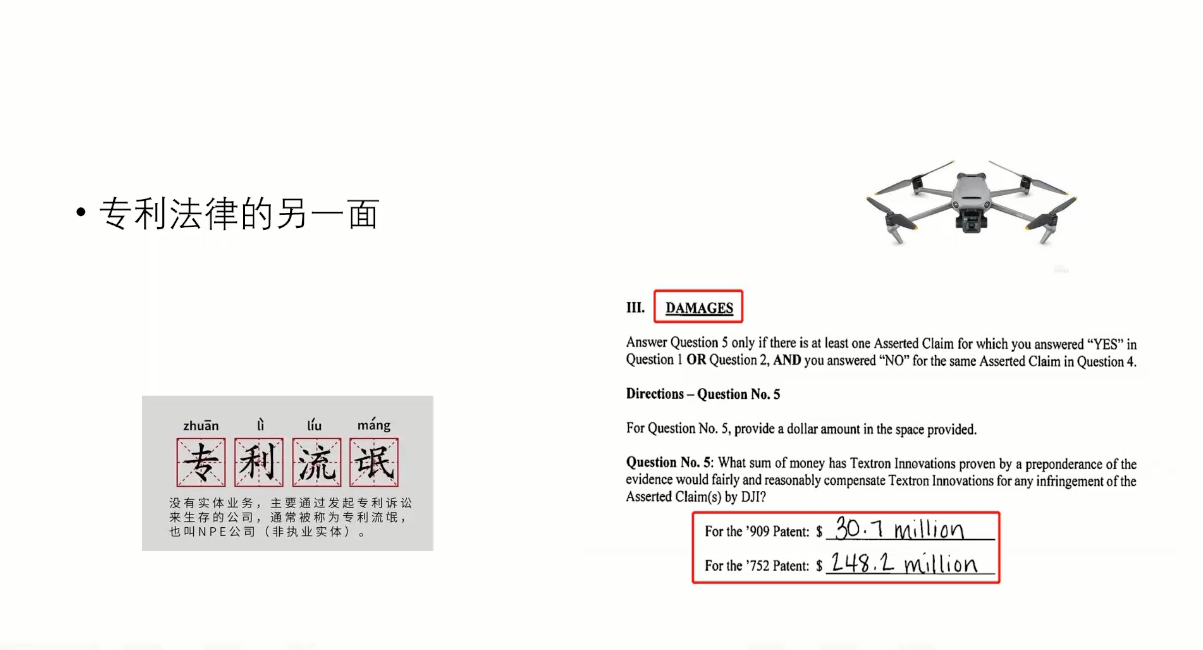 • 专利法律的另一面
zhuān lì líu máng
专利流氓
没有实体业务，主要通过发起专利诉讼
来生存的公司，通常被称为专利流氓，
也叫NPE公司（非执业实体）。
III. DAMAGES
Answer Question 5 only if there is at least one Asserted Claim for which you answered “YES” in
Question 1 OR Question 2, AND you answered “NO” for the same Asserted Claim in Question 4.
Directions – Question No. 5
For Question No. 5, provide a dollar amount in the space provided.
Question No. 5: What sum of money has Textron Innovations proven by a preponderance of the
evidence would fairly and reasonably compensate Textron Innovations for any infringement of the
Asserted Claim(s) by DJI?
For the ’909 Patent: $ 30.7 million
For the ’752 Patent: $ 248.2 million